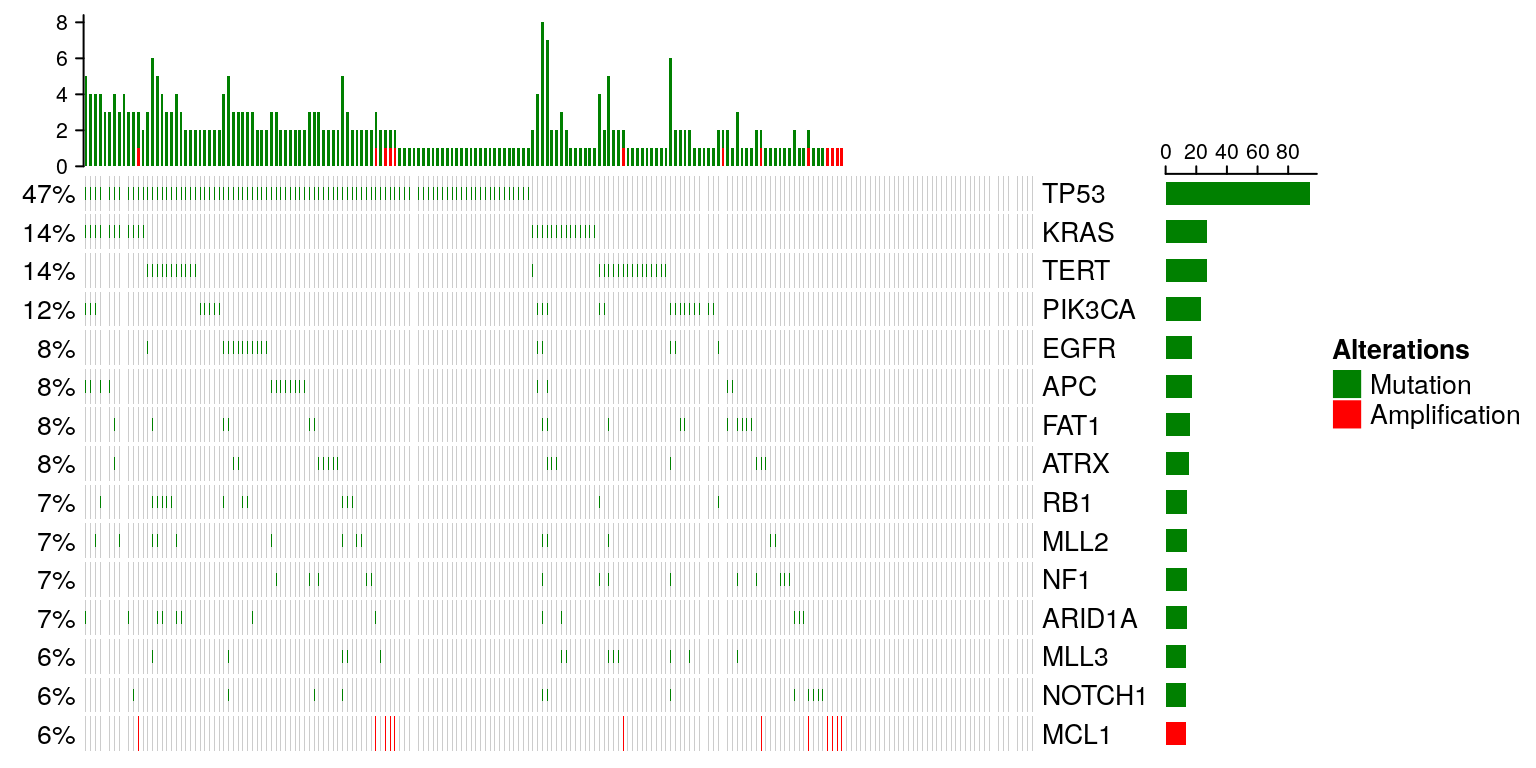 8
6
4
2
0
0 20 40 60 80
47% TP53
14% KRAS
14% TERT
12% PIK3CA
8% EGFR
Alterations
8% APC
Mutation
Amplification
8% FAT1
8% ATRX
7% RB1
7% MLL2
7% NF1
7% ARID1A
6% MLL3
6% NOTCH1
6% MCL1